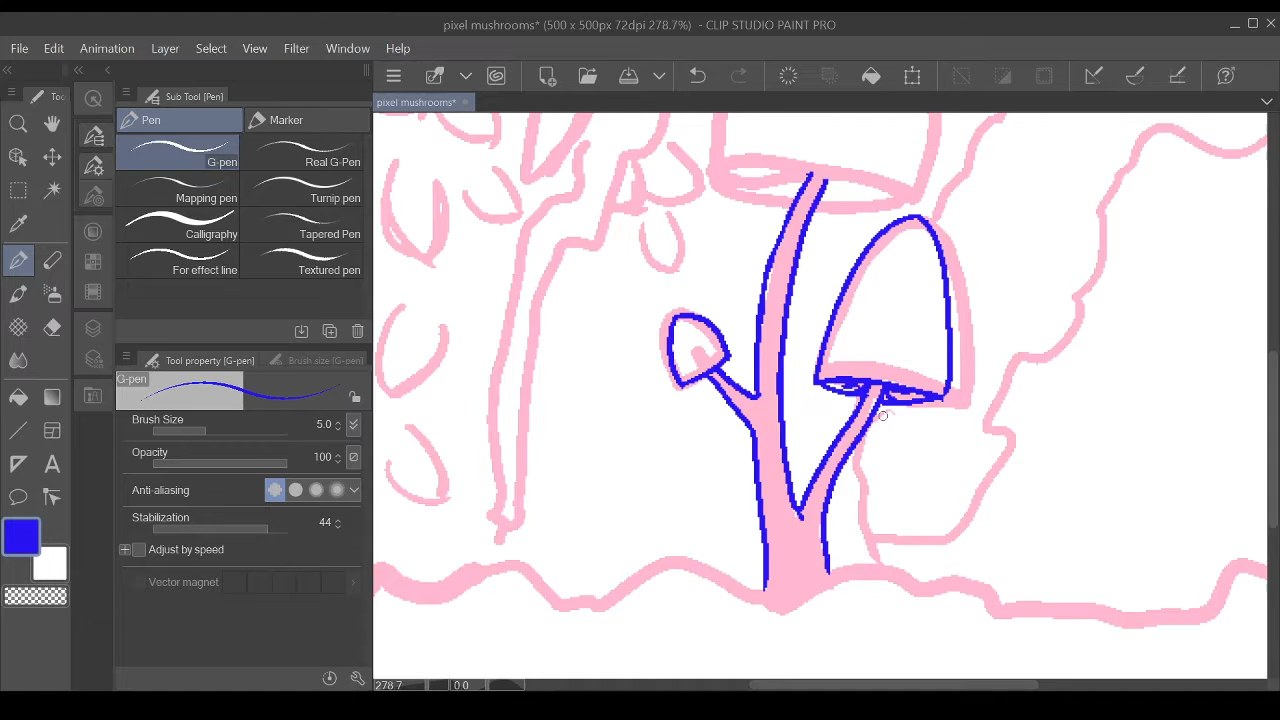 pixel mushrooms* (500 x 500px 72dpi 278.7%) - CLIP STUDIO PAINT PRO
File Edit Animation Layer Select View Filter Window Help
Toc Sub Tool [Pen] pixel mushrooms*
Pen Marker
G-pen Real G-Pen
Mapping pen Turnip pen
Calligraphy Tapered Pen
For effect line Textured pen
Tool property [G-pen] Brush size [G-pen]
G-pen
Brush Size 5.0
Opacity 100
Anti-aliasing
Stabilization 44
Adjust by speed
Vector magnet
278.7 0.0